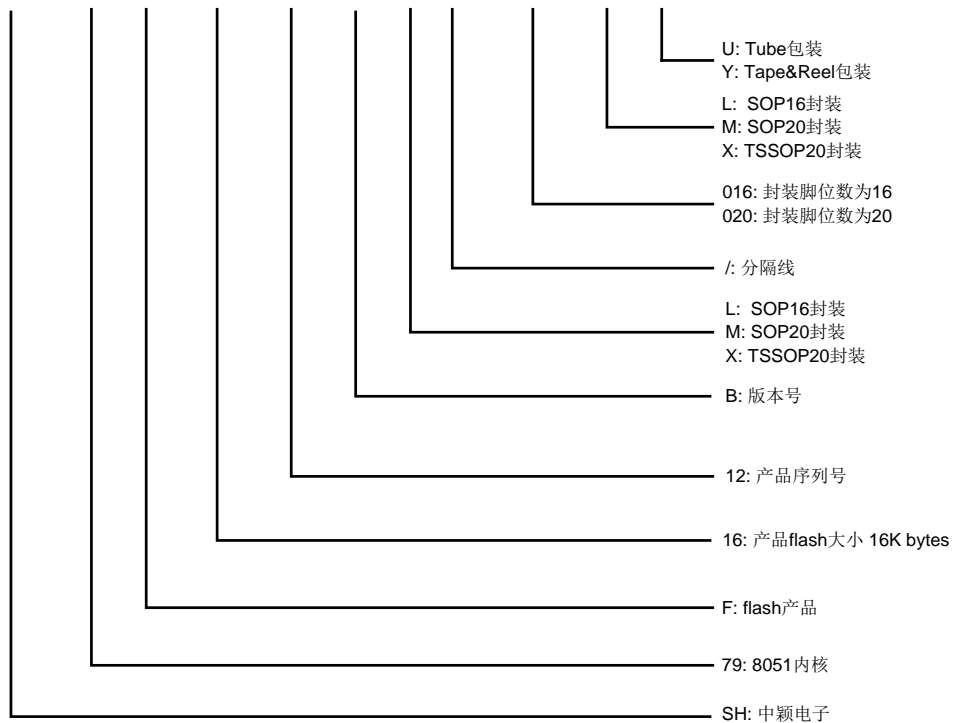 U: Tube包装
Y: Tape&Reel包装
L: SOP16封装
M: SOP20封装
X: TSSOP20封装
016: 封装脚位数为16
020: 封装脚位数为20
/: 分隔线
L: SOP16封装
M: SOP20封装
X: TSSOP20封装
B: 版本号
12: 产品序列号
16: 产品flash大小 16K bytes
F: flash产品
79: 8051内核
SH: 中颖电子